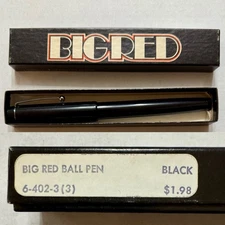 BIG RED
BIG RED BALL PEN BLACK
6-402-3 (3) $1.98